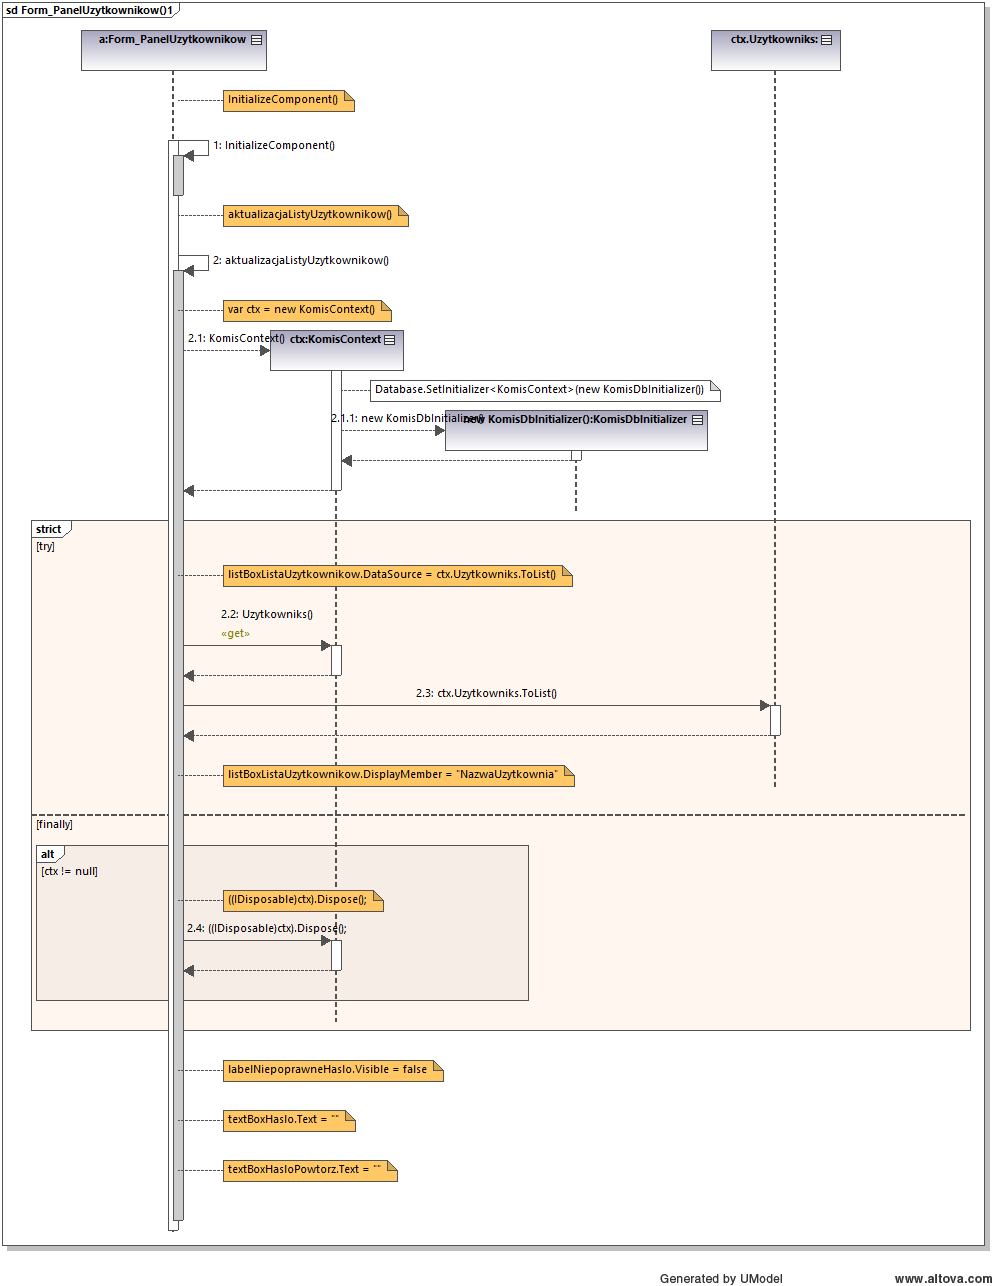 sd Form_PanelUzytkownikow()1
a:Form_PanelUzytkownikow
ctx.Uzytkowniks:
InitializeComponent()
1: InitializeComponent()
aktualizacjaListyUzytkownikow()
2: aktualizacjaListyUzytkownikow()
var ctx = new KomisContext()
2.1: KomisContext()
ctx:KomisContext
Database.SetInitializer<KomisContext>(new KomisDbInitializer())
2.1.1: new KomisDbInitializer()
new KomisDbInitializer():KomisDbInitializer
strict
[try]
listBoxListaUzytkownikow.DataSource = ctx.Uzytkowniks.ToList()
2.2: Uzytkowniks()
«get»
2.3: ctx.Uzytkowniks.ToList()
listBoxListaUzytkownikow.DisplayMember = "NazwaUzytkownia"
[finally]
alt
[ctx != null]
((IDisposable)ctx).Dispose();
2.4: ((IDisposable)ctx).Dispose();
labelNiepoprawneHaslo.Visible = false
textBoxHaslo.Text = ""
textBoxHasloPowtorz.Text = ""
Generated by UModel
www.altova.com